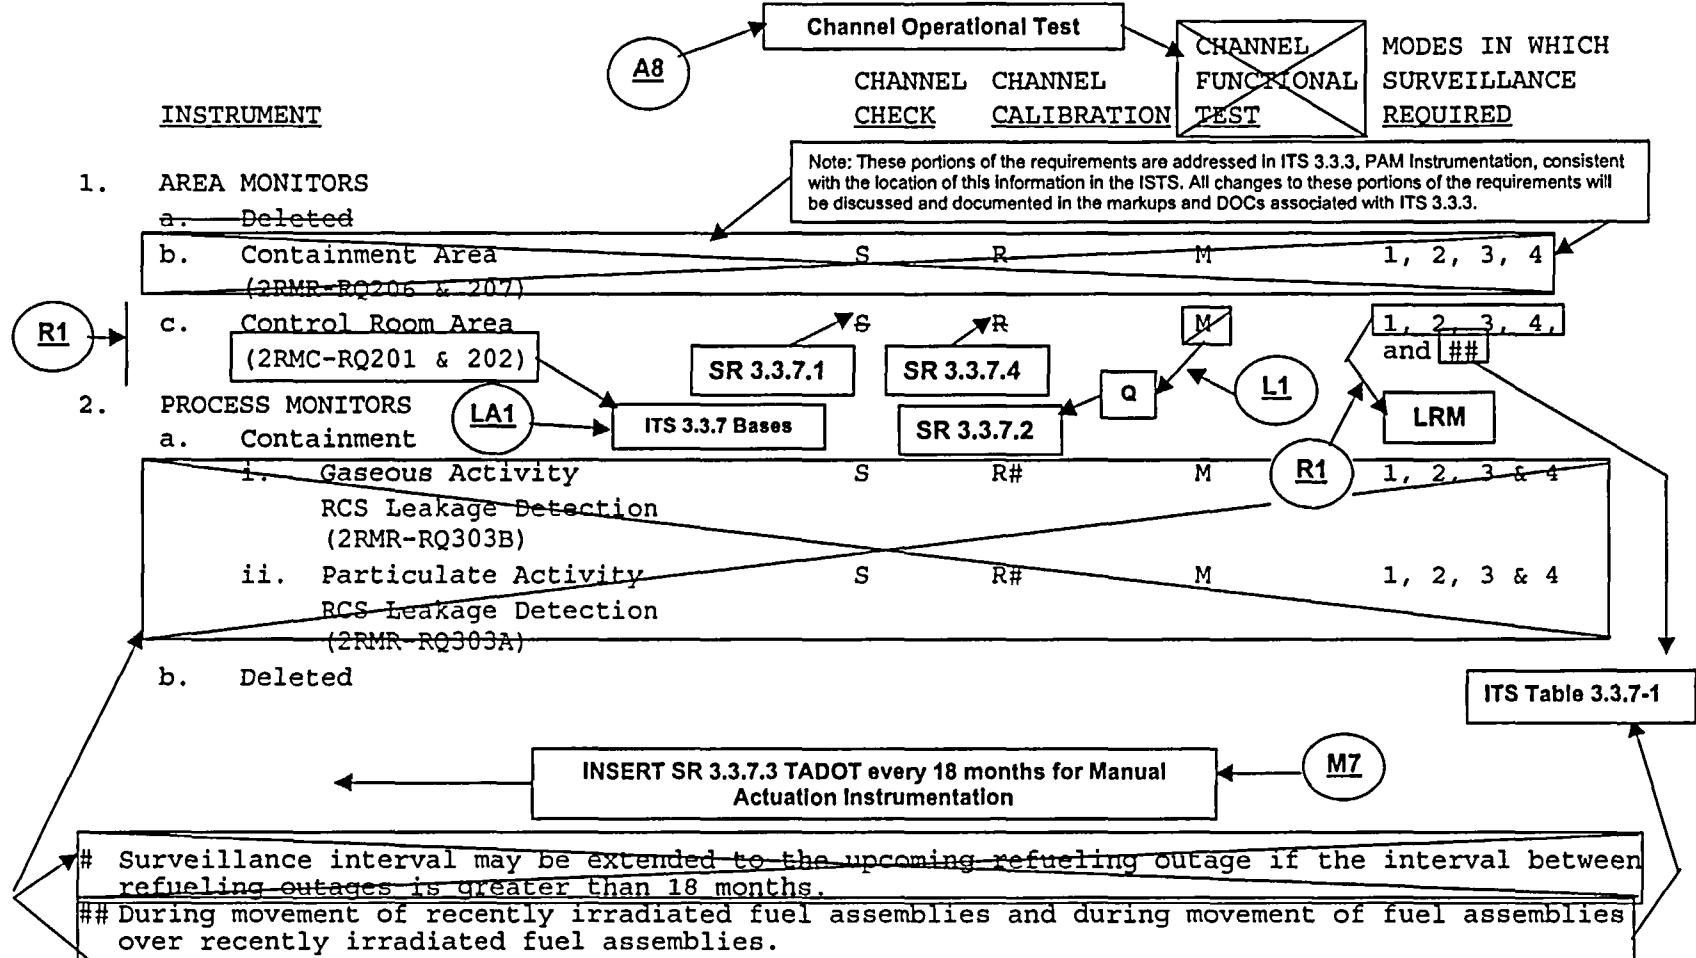 Channel Operational Test
A8
CHANNEL MODES IN WHICH
CHANNEL CHANNEL FUNCTIONAL SURVEILLANCE
INSTRUMENT CHECK CALIBRATION TEST REQUIRED
Note: These portions of the requirements are addressed in ITS 3.3.3, PAM Instrumentation, consistent
with the location of this information in the ISTS. All changes to these portions of the requirements will
be discussed and documented in the markups and DOCs associated with ITS 3.3.3.
1. AREA MONITORS
a. Deleted
b. Containment Area S R M 1, 2, 3, 4
(2RMR-RQ206 & 207)
R1
c. Control Room Area S R M 1, 2, 3, 4,
(2RMC-RQ201 & 202) and ##
SR 3.3.7.1
SR 3.3.7.4
Q
L1
2. PROCESS MONITORS
LA1
ITS 3.3.7 Bases
SR 3.3.7.2
LRM
a. Containment
R1
i. Gaseous Activity S R# M 1, 2, 3 & 4
RCS Leakage Detection
(2RMR-RQ303B)
ii. Particulate Activity S R# M 1, 2, 3 & 4
RCS Leakage Detection
(2RMR-RQ303A)
b. Deleted
ITS Table 3.3.7-1
INSERT SR 3.3.7.3 TADOT every 18 months for Manual
Actuation Instrumentation
M7
# Surveillance interval may be extended to the upcoming refueling outage if the interval between
refueling outages is greater than 18 months.
## During movement of recently irradiated fuel assemblies and during movement of fuel assemblies
over recently irradiated fuel assemblies.